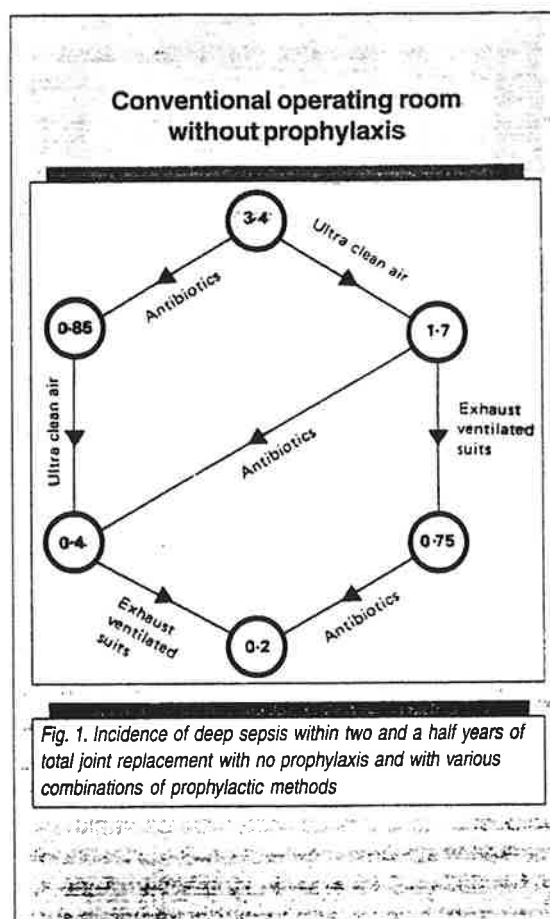 Conventional operating room
without prophylaxis
3·4
Ultra clean air
Antibiotics
0·85
1·7
Ultra clean air
Antibiotics
Exhaust
ventilated
suits
0·4
0·75
Exhaust
ventilated
suits
Antibiotics
0·2
Fig. 1. Incidence of deep sepsis within two and a half years of
total joint replacement with no prophylaxis and with various
combinations of prophylactic methods